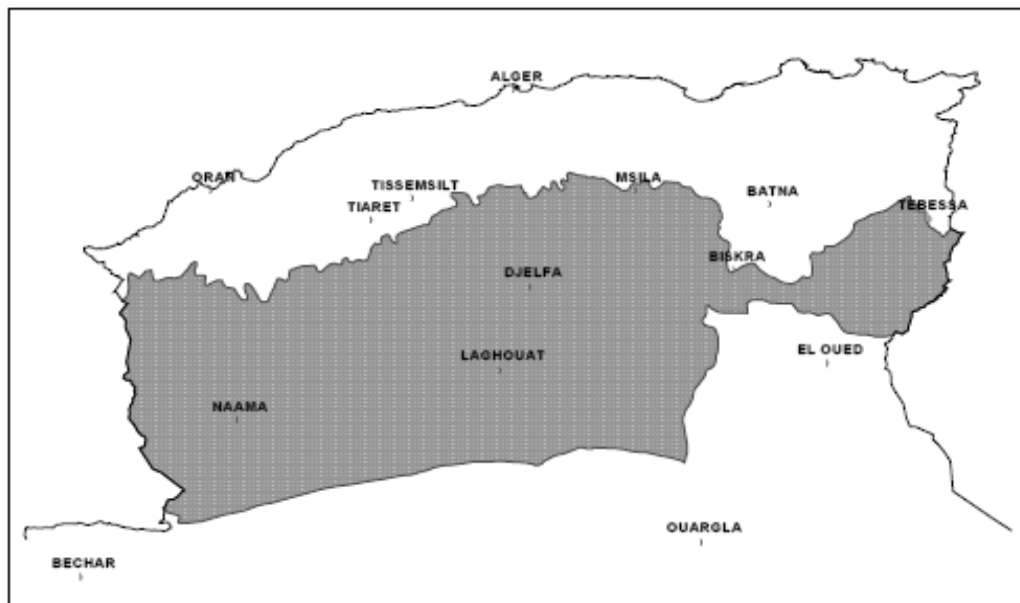 ALGER
ORAN
TISSEMSILT
MSILA
BATNA
TIARET
TEBESSA
BISKRA
DJELFA
EL OUED
LAGHOUAT
NAAMA
OUARGLA
BECHAR